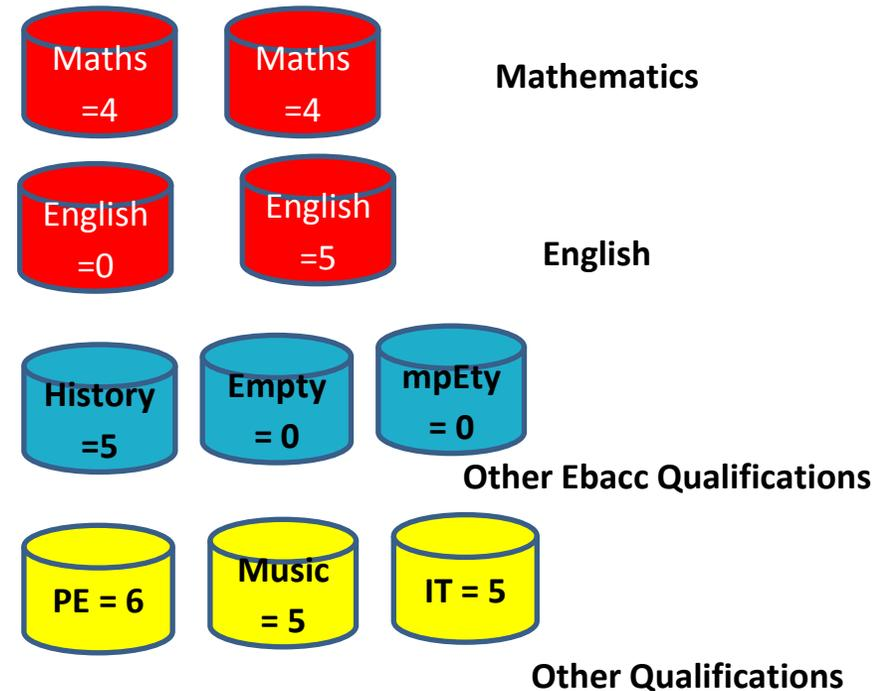 Maths
=4
Maths
=4
Mathematics
English
=0
English
=5
English
History
=5
Empty
= 0
mpEty
= 0
Other Ebacc Qualifications
PE = 6
Music
= 5
IT = 5
Other Qualifications